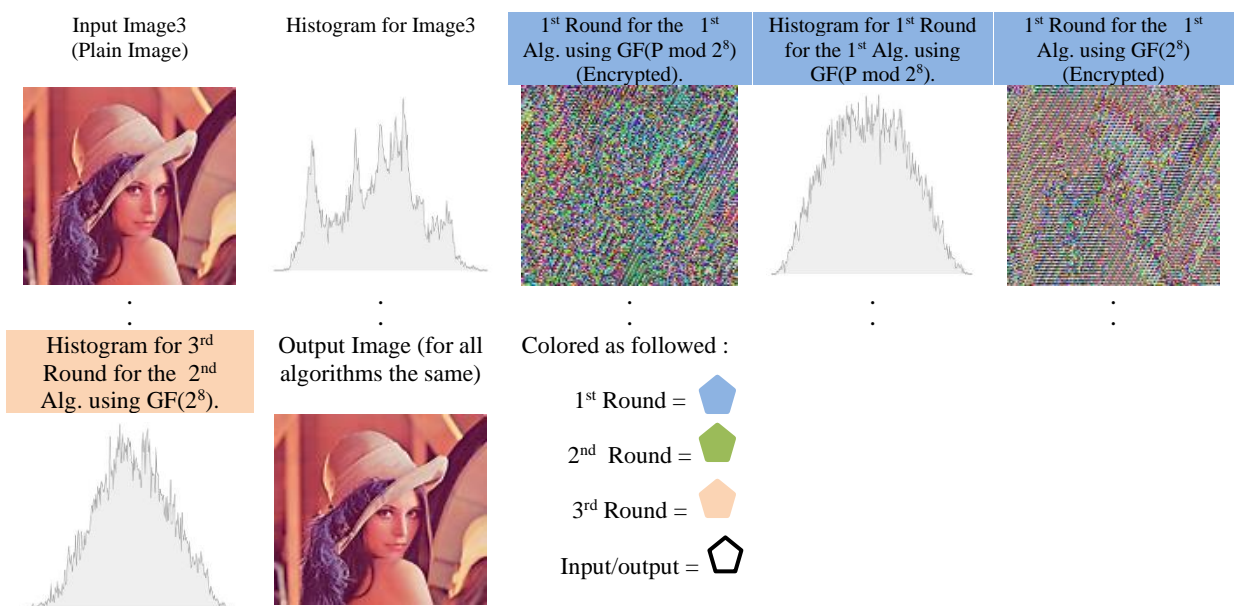 Input Image3
(Plain Image)
Histogram for Image3
1st Round for the 1st
Alg. using GF(P mod 2⁸)
(Encrypted).
Histogram for 1st Round
for the 1st Alg. using
GF(P mod 2⁸).
1st Round for the 1st
Alg. using GF(2⁸)
(Encrypted)
Histogram for 3rd
Round for the 2nd
Alg. using GF(2⁸).
Output Image (for all
algorithms the same)
Colored as followed :
1st Round =
2nd Round =
3rd Round =
Input/output =